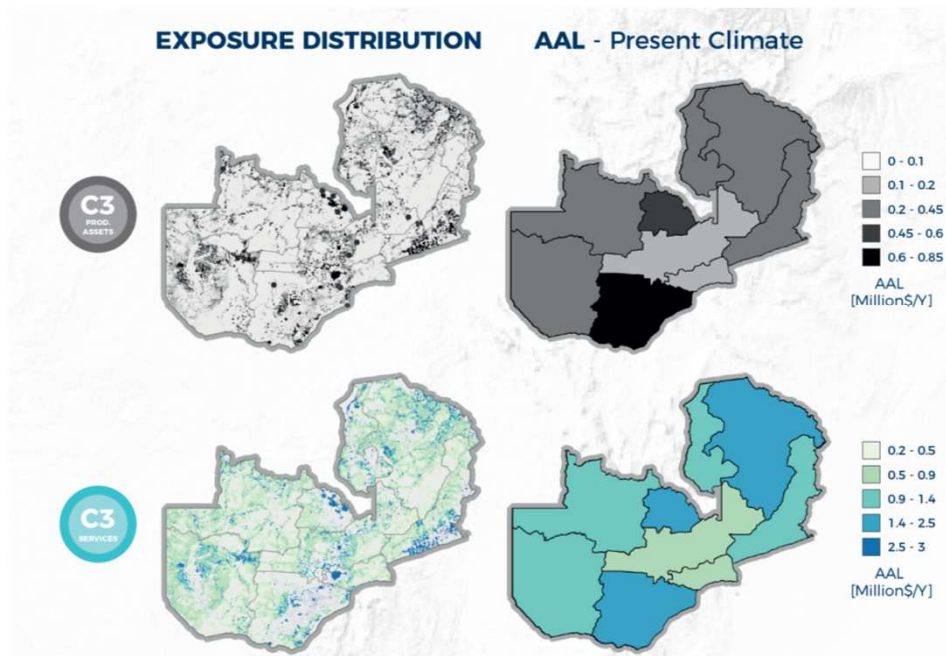 EXPOSURE DISTRIBUTION
AAL - Present Climate
C3
PROD.
ASSETS
0 - 0.1
0.1 - 0.2
0.2 - 0.45
0.45 - 0.6
0.6 - 0.85
AAL
[Million$/Y]
C3
SERVICES
0.2 - 0.5
0.5 - 0.9
0.9 - 1.4
1.4 - 2.5
2.5 - 3
AAL
[Million$/Y]